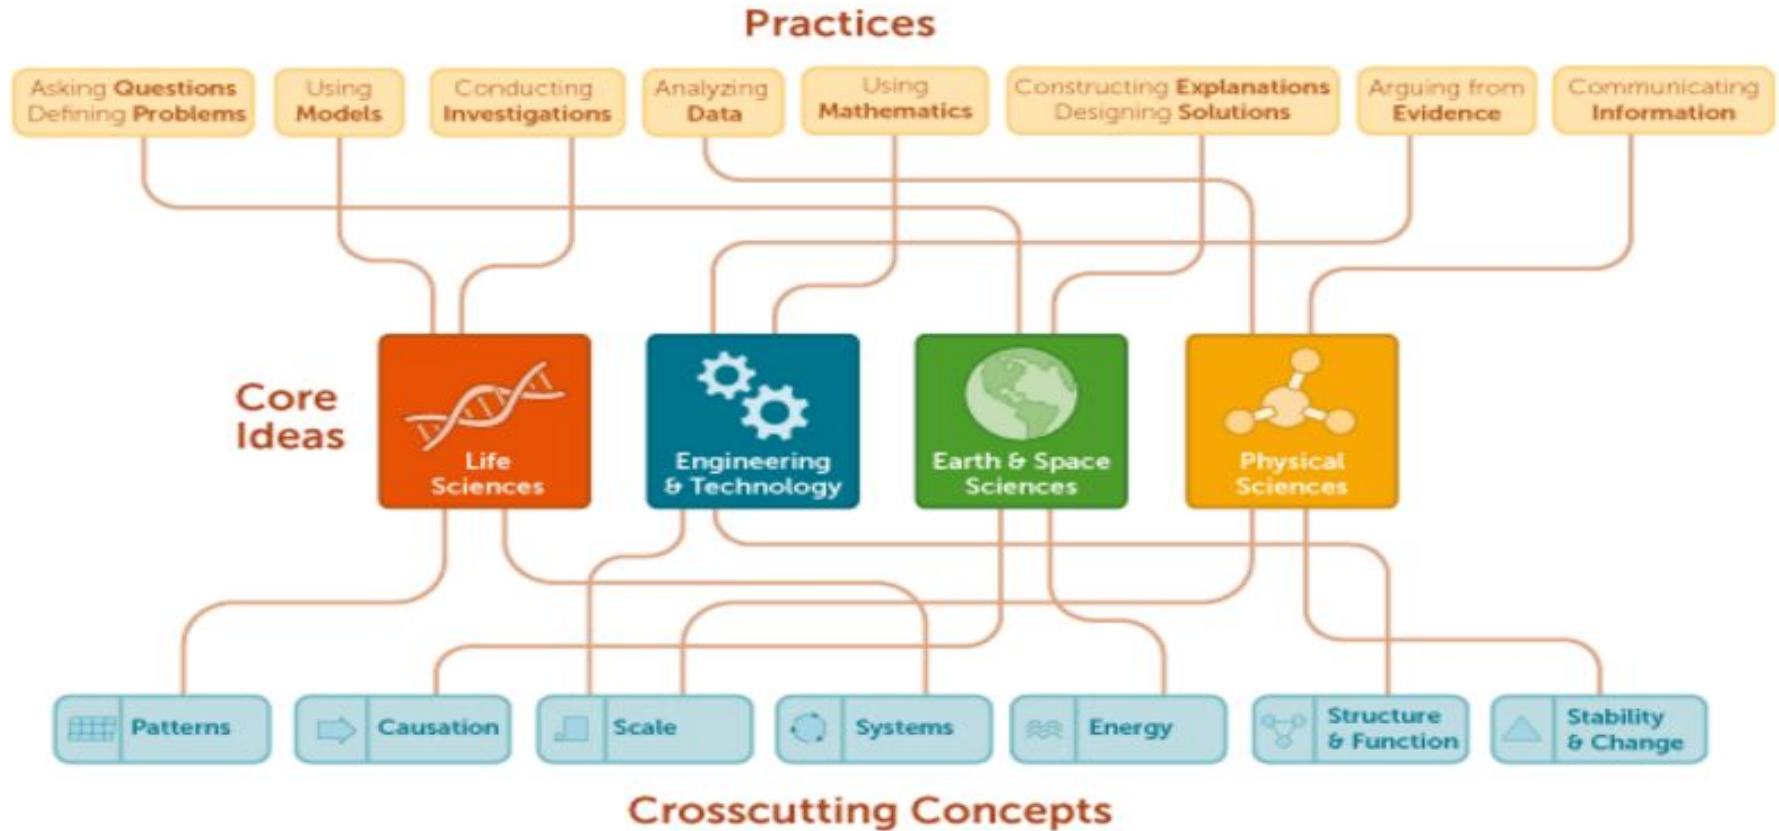 Practices
Asking Questions
Defining Problems
Using
Models
Conducting
Investigations
Analyzing
Data
Using
Mathematics
Constructing Explanations
Designing Solutions
Arguing from
Evidence
Communicating
Information
Core
Ideas
Life
Sciences
Engineering
& Technology
Earth & Space
Sciences
Physical
Sciences
Patterns
Causation
Scale
Systems
Energy
Structure
& Function
Stability
& Change
Crosscutting Concepts